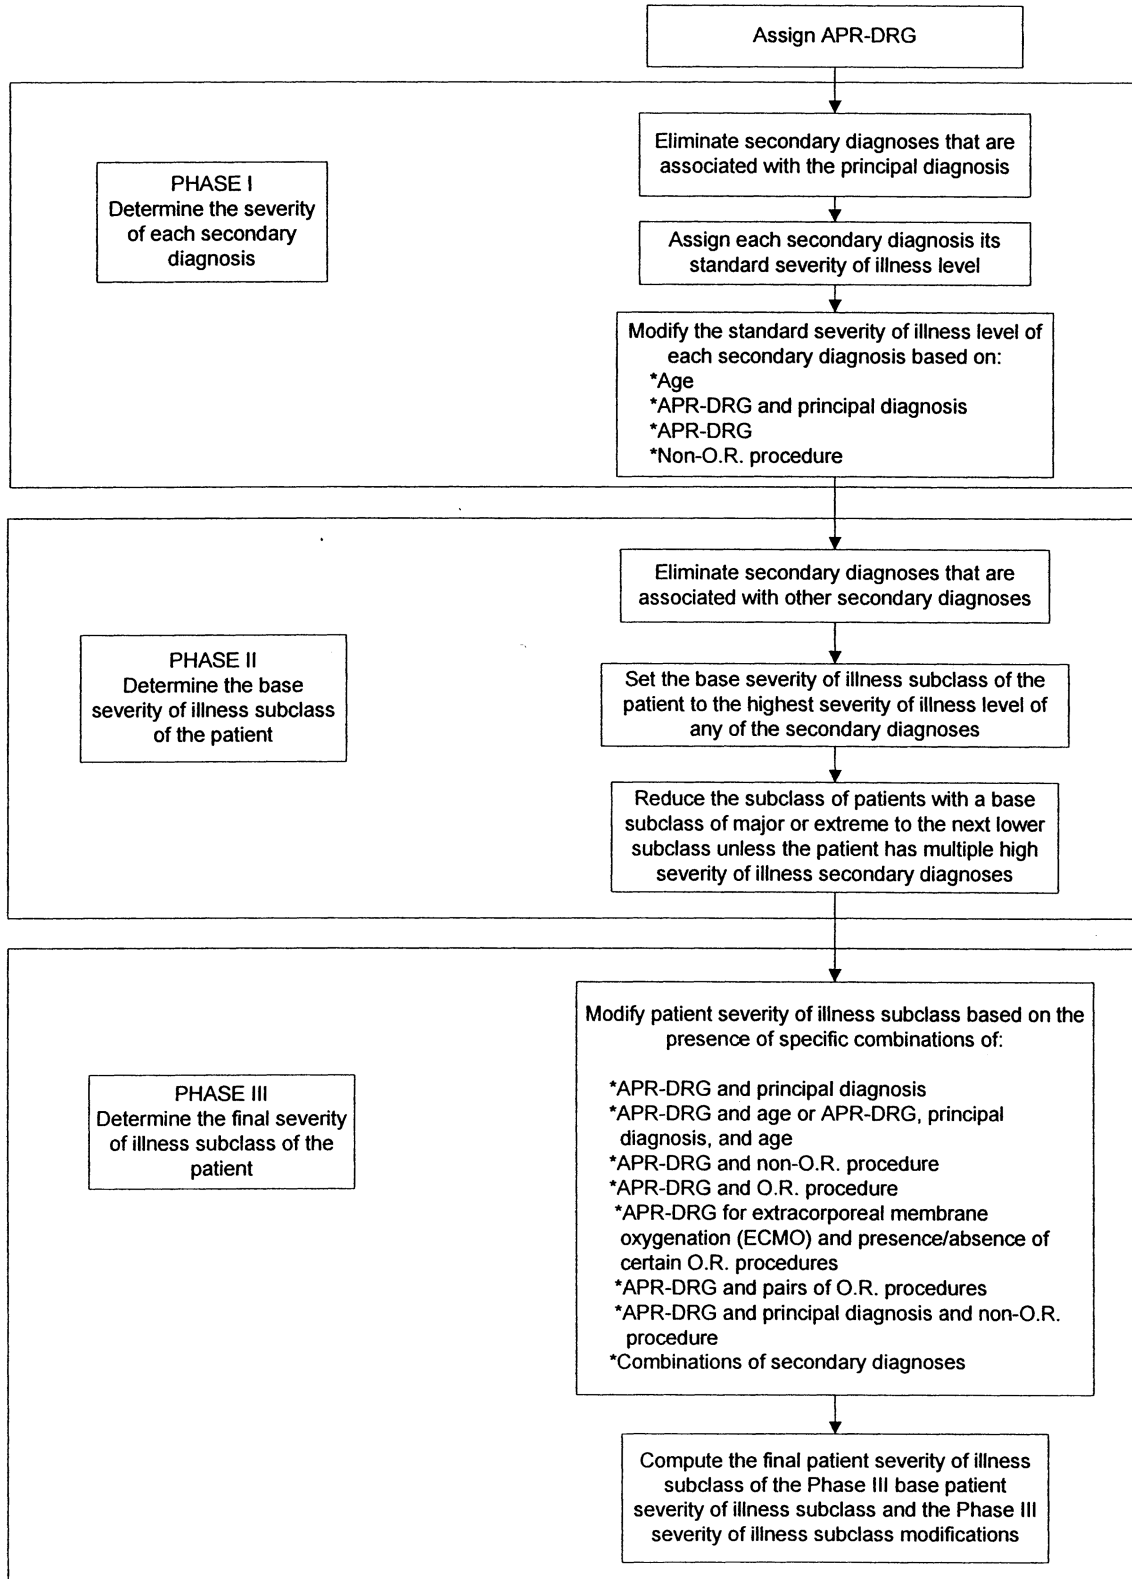 Assign APR-DRG
Eliminate secondary diagnoses that are
associated with the principal diagnosis
PHASE I
Determine the severity
of each secondary
diagnosis
Assign each secondary diagnosis its
standard severity of illness level
Modify the standard severity of illness level of
each secondary diagnosis based on:
*Age
*APR-DRG and principal diagnosis
*APR-DRG
*Non-O.R. procedure
Eliminate secondary diagnoses that are
associated with other secondary diagnoses
PHASE II
Determine the base
severity of illness subclass
of the patient
Set the base severity of illness subclass of the
patient to the highest severity of illness level of
any of the secondary diagnoses
Reduce the subclass of patients with a base
subclass of major or extreme to the next lower
subclass unless the patient has multiple high
severity of illness secondary diagnoses
Modify patient severity of illness subclass based on the
presence of specific combinations of:
PHASE III
Determine the final severity
of illness subclass of the
patient
*APR-DRG and principal diagnosis
*APR-DRG and age or APR-DRG, principal
diagnosis, and age
*APR-DRG and non-O.R. procedure
*APR-DRG and O.R. procedure
*APR-DRG for extracorporeal membrane
oxygenation (ECMO) and presence/absence of
certain O.R. procedures
*APR-DRG and pairs of O.R. procedures
*APR-DRG and principal diagnosis and non-O.R.
procedure
*Combinations of secondary diagnoses
Compute the final patient severity of illness
subclass of the Phase III base patient
severity of illness subclass and the Phase III
severity of illness subclass modifications